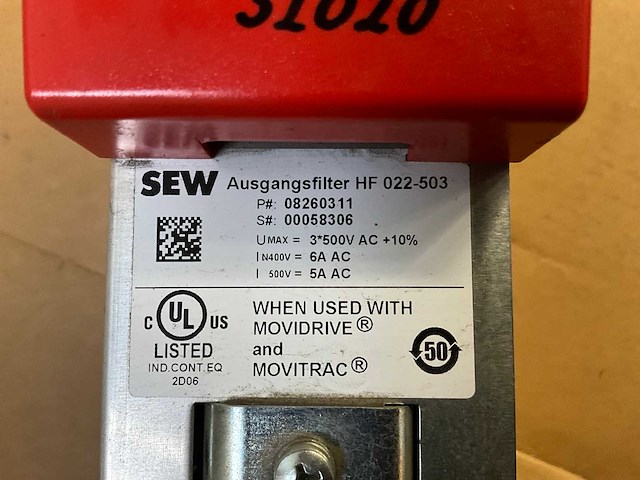 SEW Ausgangsfilter HF 022-503
P#: 08260311
S#: 00058306
UMAX = 3*500V AC +10%
IN400V = 6A AC
I 500V = 5A AC
C UL US
LISTED
IND.CONT.EQ
2D06
WHEN USED WITH
MOVIDRIVE®
and
MOVITRAC®
50